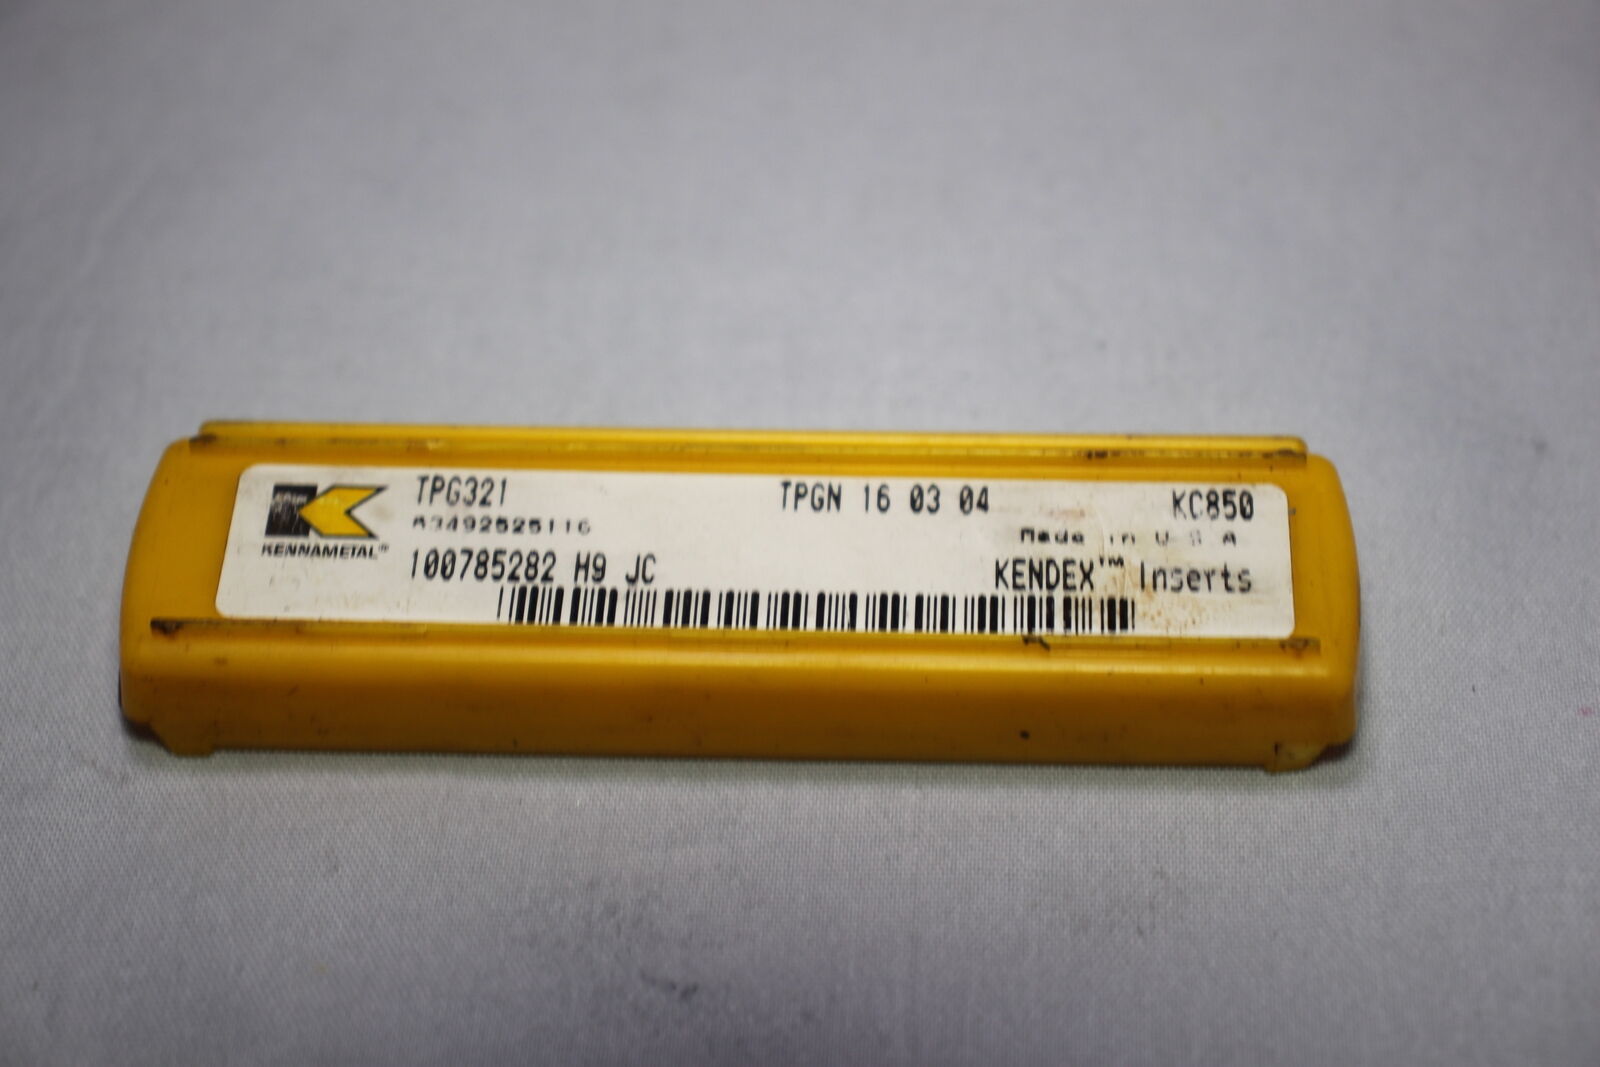 TPG321 TPGN 16 03 04 KC850
Made in U S A
KENNAMETAL®
100785282 H9 JC KENDEX™ Inserts